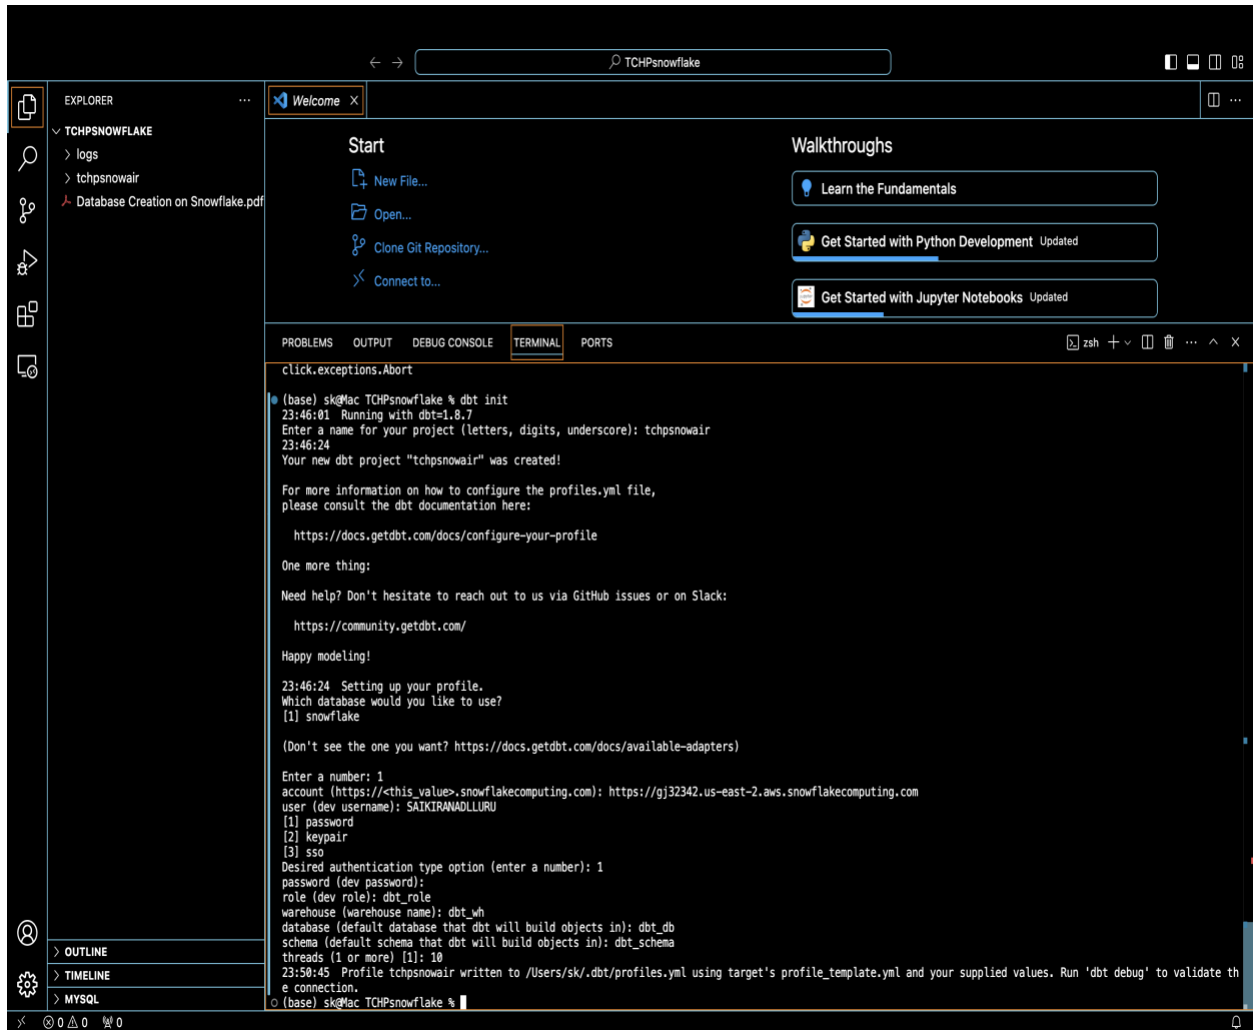 TCHPsnowflake
EXPLORER
TCHPSNOWFLAKE
logs
tchpsnowair
Database Creation on Snowflake.pdf
OUTLINE
TIMELINE
MYSQL
Welcome
Start
New File...
Open...
Clone Git Repository...
Connect to...
Walkthroughs
Learn the Fundamentals
Get Started with Python Development Updated
Get Started with Jupyter Notebooks Updated
PROBLEMS OUTPUT DEBUG CONSOLE TERMINAL PORTS
zsh
click.exceptions.Abort
(base) sk@Mac TCHPsnowflake % dbt init
23:46:01 Running with dbt=1.8.7
Enter a name for your project (letters, digits, underscore): tchpsnowair
23:46:24
Your new dbt project "tchpsnowair" was created!
For more information on how to configure the profiles.yml file,
please consult the dbt documentation here:
https://docs.getdbt.com/docs/configure-your-profile
One more thing:
Need help? Don't hesitate to reach out to us via GitHub issues or on Slack:
https://community.getdbt.com/
Happy modeling!
23:46:24 Setting up your profile.
Which database would you like to use?
[1] snowflake
(Don't see the one you want? https://docs.getdbt.com/docs/available-adapters)
Enter a number: 1
account (https://<this_value>.snowflakecomputing.com): https://gj32342.us-east-2.aws.snowflakecomputing.com
user (dev username): SAIKIRANADLLURU
[1] password
[2] keypair
[3] sso
Desired authentication type option (enter a number): 1
password (dev password):
role (dev role): dbt_role
warehouse (warehouse name): dbt_wh
database (default database that dbt will build objects in): dbt_db
schema (default schema that dbt will build objects in): dbt_schema
threads (1 or more) [1]: 10
23:50:45 Profile tchpsnowair written to /Users/sk/.dbt/profiles.yml using target's profile_template.yml and your supplied values. Run 'dbt debug' to validate th
e connection.
(base) sk@Mac TCHPsnowflake %
0 0 0